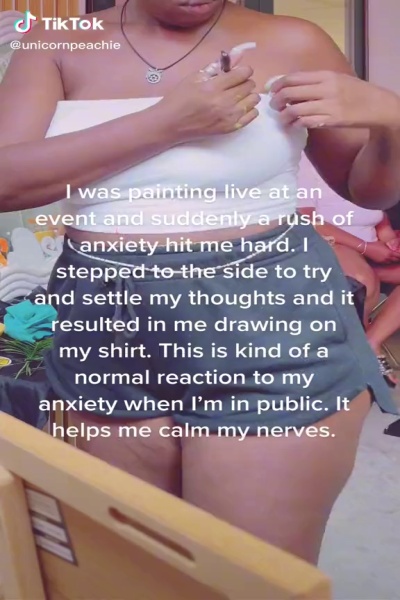 TikTok
@unicornpeachie
I was painting live at an
event and suddenly a rush of
anxiety hit me hard. I
stepped to the side to try
and settle my thoughts and it
resulted in me drawing on
my shirt. This is kind of a
normal reaction to my
anxiety when I'm in public. It
helps me calm my nerves.